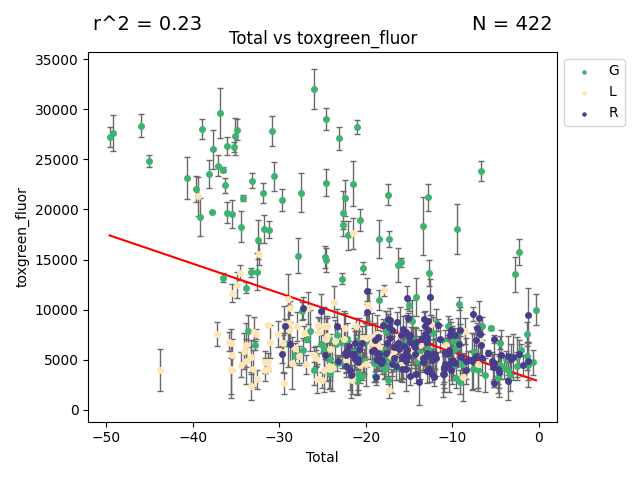 r^2 = 0.23
N = 422
Total vs toxgreen_fluor
35000
30000
25000
20000
15000
10000
5000
0
toxgreen_fluor
−50
−40
−30
−20
−10
0
Total
G
L
R